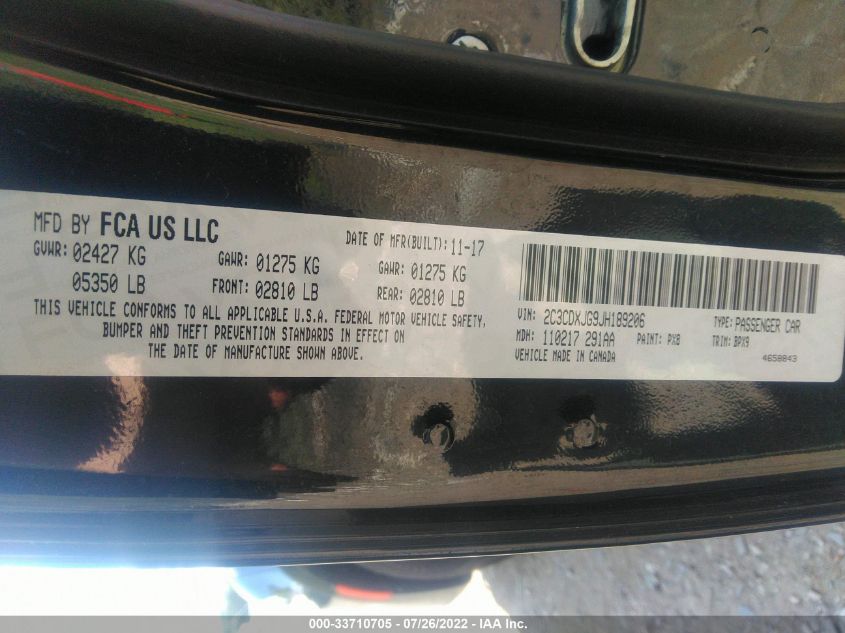 MFD BY FCA US LLC
DATE OF MFR(BUILT): 11-17
GVWR: 02427 KG
GAWR: 01275 KG
GAWR: 01275 KG
05350 LB
FRONT: 02810 LB
REAR: 02810 LB
THIS VEHICLE CONFORMS TO ALL APPLICABLE U.S.A. FEDERAL MOTOR VEHICLE SAFETY,
BUMPER AND THEFT PREVENTION STANDARDS IN EFFECT ON
THE DATE OF MANUFACTURE SHOWN ABOVE.
VIN: 2C3CDXJG9JH189206
TYPE: PASSENGER CAR
MDH: 110217 291AA
PAINT: PX8
TRIM: BPX9
VEHICLE MADE IN CANADA
4658843
000-33710705 - 07/26/2022 - IAA Inc.